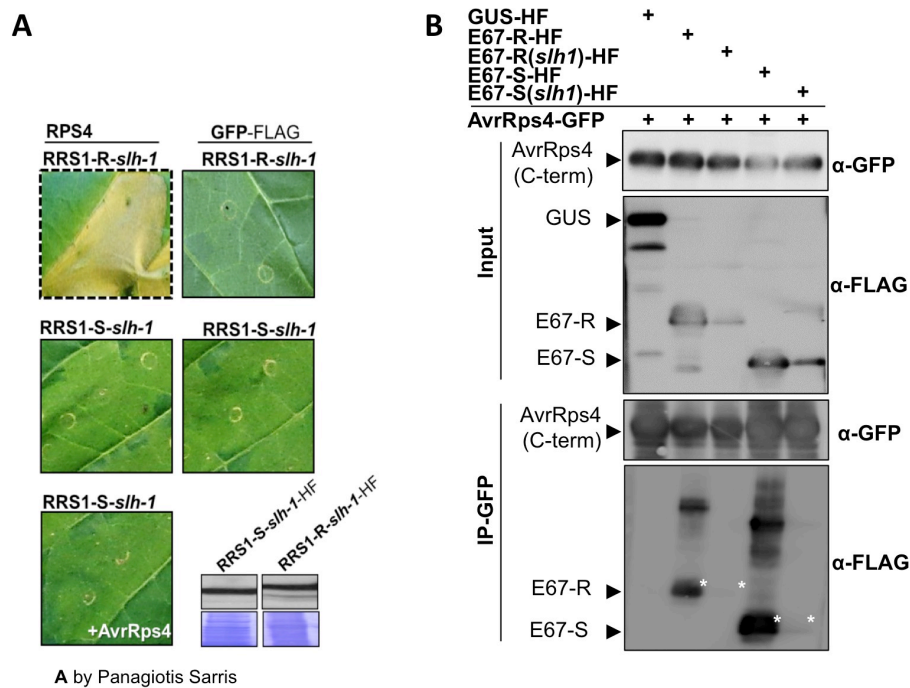 A
RPS4 GFP-FLAG
RRS1-R-slh-1 RRS1-R-slh-1
RRS1-S-slh-1 RRS1-S-slh-1
RRS1-S-slh-1
+AvrRps4
RRS1-S-slh-1-HF
RRS1-R-slh-1-HF
A by Panagiotis Sarris
B
GUS-HF +
E67-R-HF +
E67-R(slh1)-HF +
E67-S-HF +
E67-S(slh1)-HF +
AvrRps4-GFP + + + + +
Input
AvrRps4
(C-term)
α-GFP
GUS
α-FLAG
E67-R
E67-S
IP-GFP
AvrRps4
(C-term)
α-GFP
α-FLAG
E67-R * *
E67-S * *